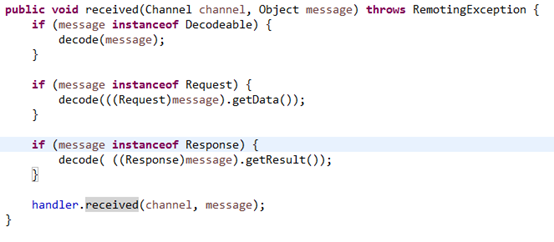 public void received(Channel channel, Object message) throws RemotingException {
    if (message instanceof Decodeable) {
        decode(message);
    }

    if (message instanceof Request) {
        decode(((Request)message).getData());
    }

    if (message instanceof Response) {
        decode( ((Response)message).getResult());
    }

    handler.received(channel, message);
}